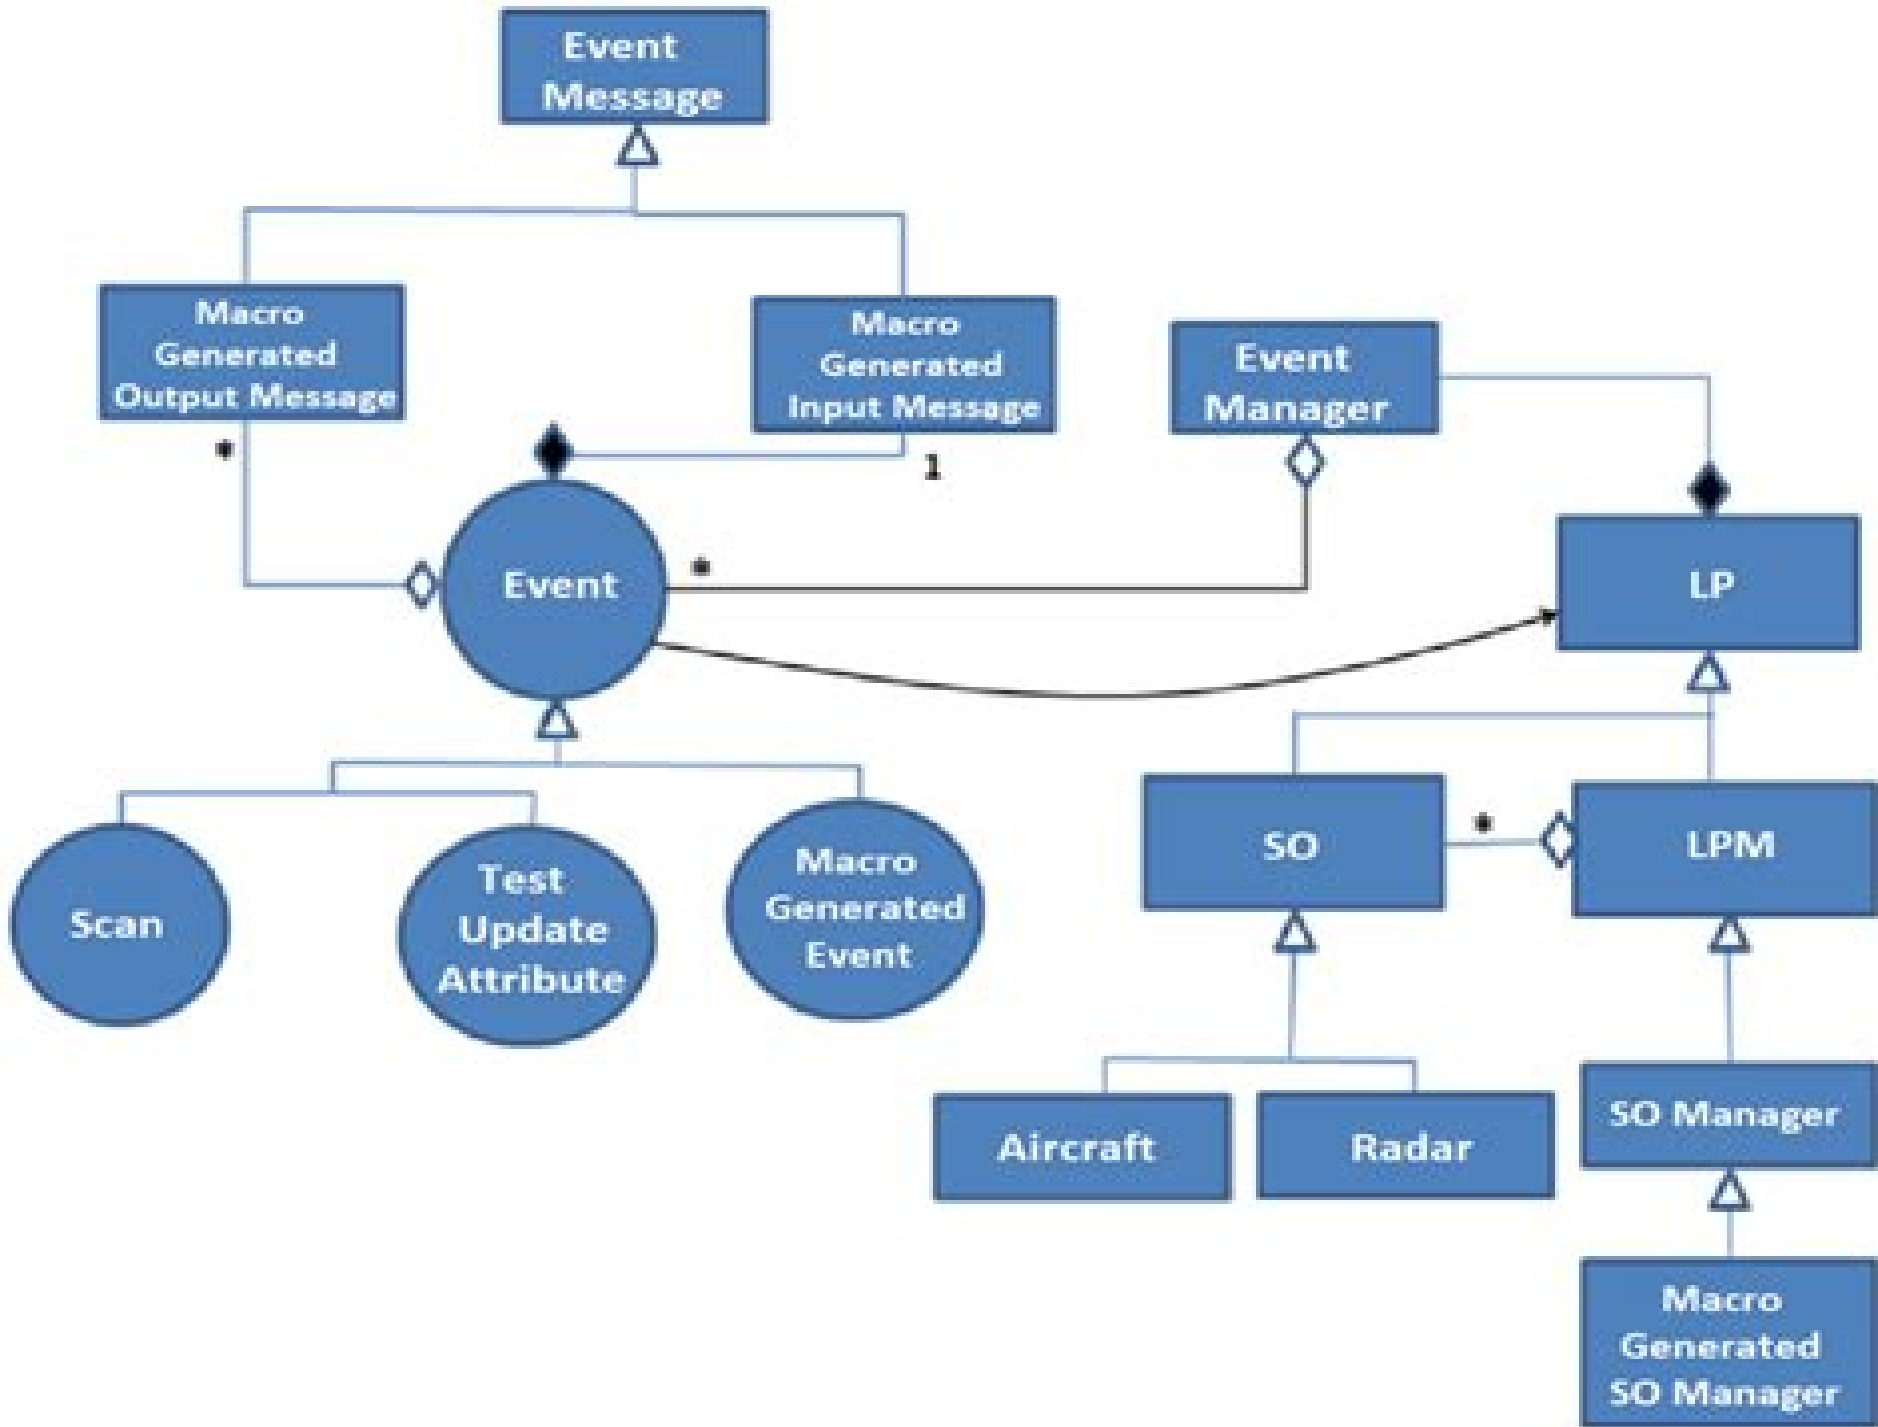 Event
Message
Macro
Generated
Output Message
Macro
Generated
Input Message
Event
Manager
*
1
*
Event
LP
Scan
Test
Update
Attribute
Macro
Generated
Event
SO
*
LPM
Aircraft
Radar
SO Manager
Macro
Generated
SO Manager